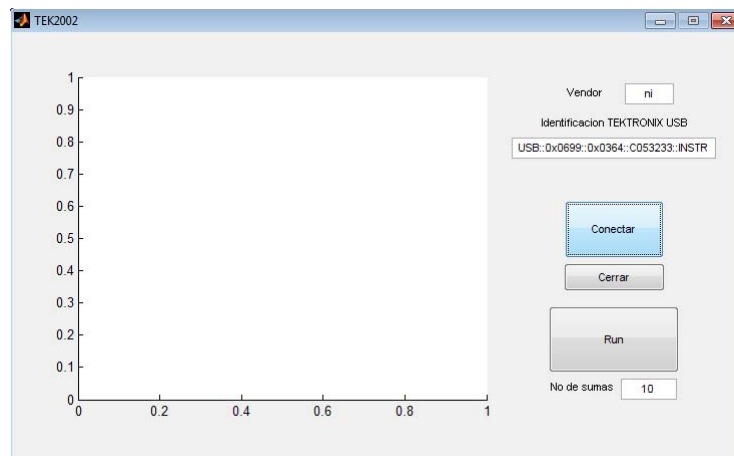 TEK2002
1
0.9
0.8
0.7
0.6
0.5
0.4
0.3
0.2
0.1
0
0 0.2 0.4 0.6 0.8 1
Vendor ni
Identificacion TEKTRONIX USB
USB::0x0699::0x0364::C053233::INSTR
Conectar
Cerrar
Run
No de sumas 10